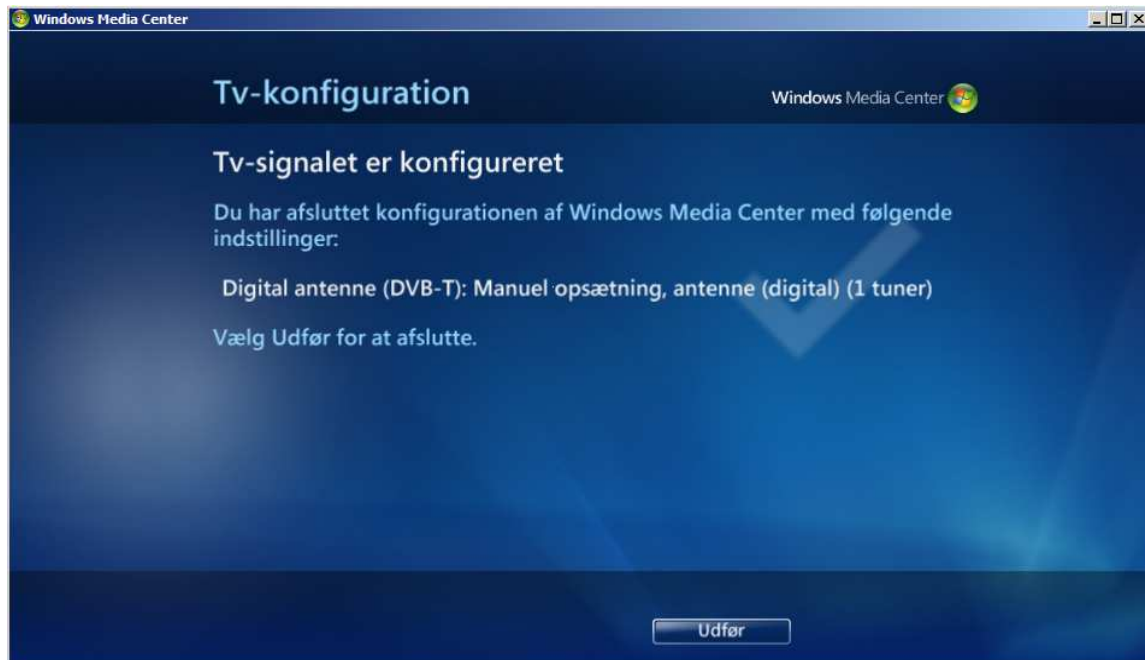 Windows Media Center
Tv-konfiguration
Windows Media Center
Tv-signalet er konfigureret
Du har afsluttet konfigurationen af Windows Media Center med følgende
indstillinger:
Digital antenne (DVB-T): Manuel opsætning, antenne (digital) (1 tuner)
Vælg Udfør for at afslutte.
Udfør